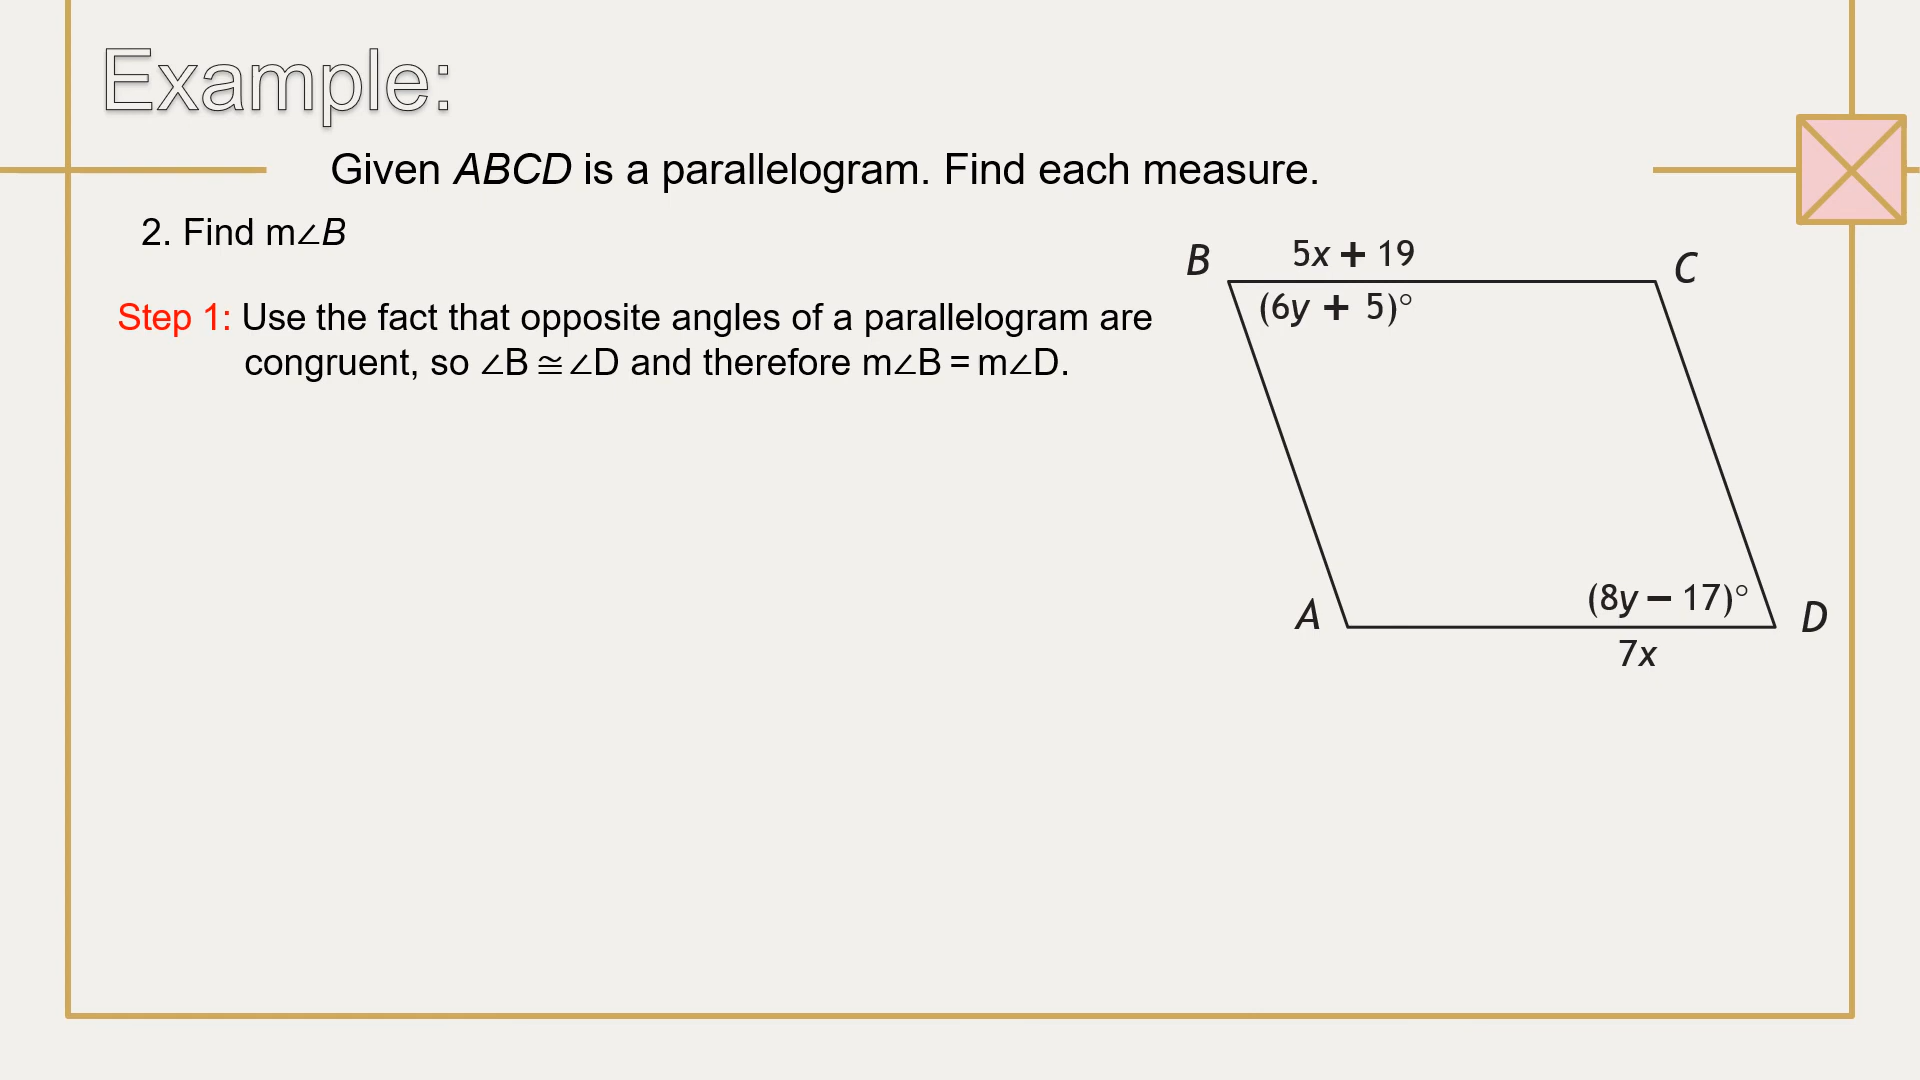 Example:
Given ABCD is a parallelogram. Find each measure.
2. Find m∠B
Step 1: Use the fact that opposite angles of a parallelogram are
congruent, so ∠B ≅ ∠D and therefore m∠B = m∠D.
B
5x + 19
C
(6y + 5)°
A
(8y − 17)°
D
7x